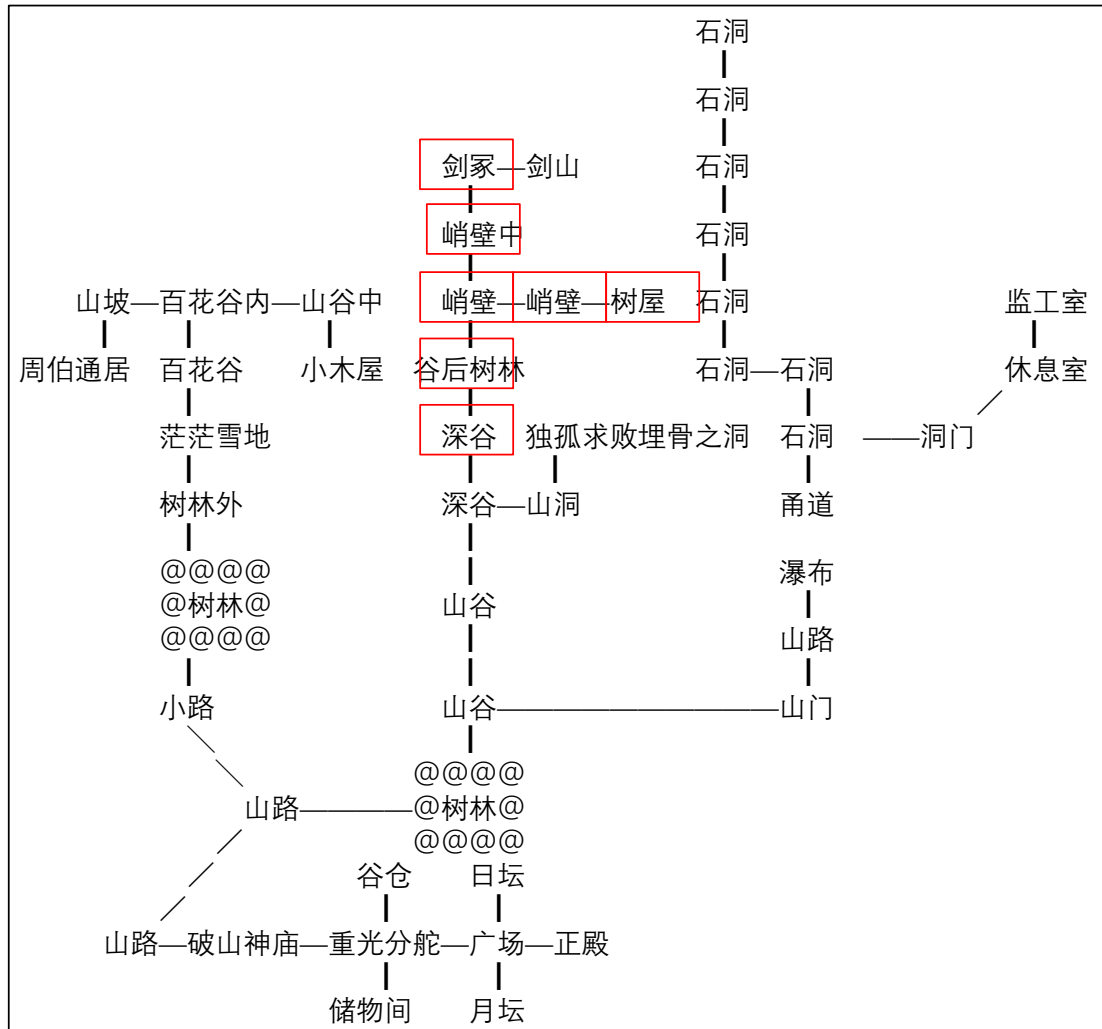 石洞
石洞
剑冢—剑山 石洞
峭壁中 石洞
山坡—百花谷内—山谷中 峭壁—峭壁—树屋 石洞 监工室
周伯通居 百花谷 小木屋 谷后树林 石洞—石洞 休息室
茫茫雪地 深谷 独孤求败埋骨之洞 石洞 ——洞门
树林外 深谷—山洞 甬道
@@@@ 瀑布
@树林@ 山谷 山路
@@@@
小路 山谷——————————山门
@@@@
山路————@树林@
@@@@
谷仓 日坛
山路—破山神庙—重光分舵—广场—正殿
储物间 月坛